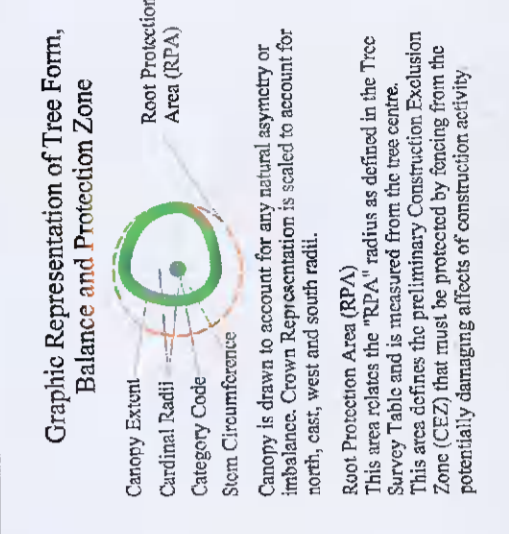 Graphic Representation of Tree Form,
Balance and Protection Zone
Canopy Extent
Cardinal Radii
Category Code
Stem Circumference
Root Protection
Area (RPA)
Canopy is drawn to account for any natural asymetry or
imbalance. Crown Representation is scaled to account for
north, east, west and south radii.
Root Protection Area (RPA)
This area relates the "RPA" radius as defined in the Tree
Survey Table and is measured from the tree centre.
This area defines the preliminary Construction Exclusion
Zone (CEZ) that must be protected by fencing from the
potentially damaging affects of construction activity.